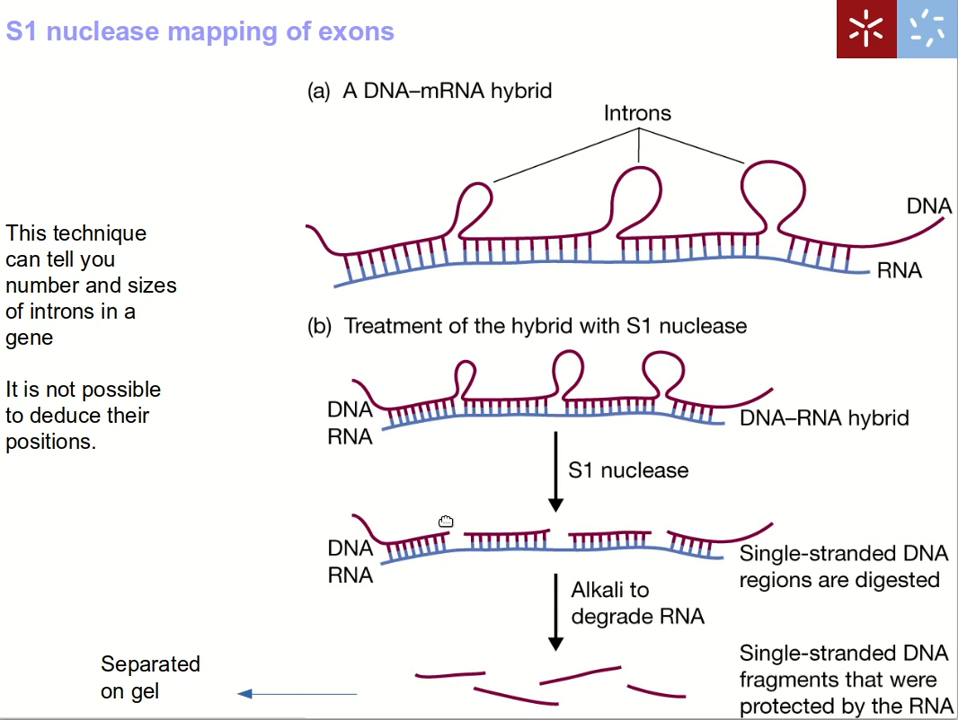 S1 nuclease mapping of exons
(a) A DNA–mRNA hybrid
Introns
DNA
RNA
This technique
can tell you
number and sizes
of introns in a
gene
It is not possible
to deduce their
positions.
(b) Treatment of the hybrid with S1 nuclease
DNA
RNA
DNA–RNA hybrid
S1 nuclease
DNA
RNA
Single-stranded DNA
regions are digested
Alkali to
degrade RNA
Separated
on gel
Single-stranded DNA
fragments that were
protected by the RNA